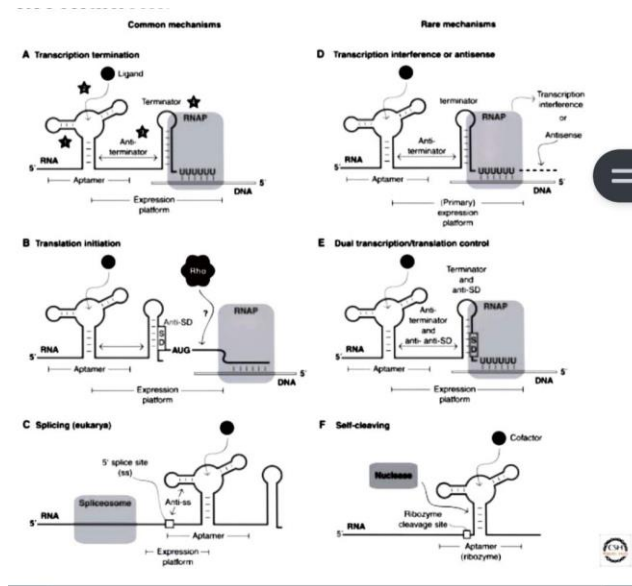 Common mechanisms
Rare mechanisms
A Transcription termination
Ligand
Terminator
RNAP
Anti-
terminator
RNA
5'
UUUUUU
5'
DNA
Aptamer
Expression
platform
D Transcription interference or antisense
terminator
RNAP
Transcription
interference
or
Antisense
Anti-
terminator
RNA
5'
UUUUUU
5'
DNA
Aptamer
(Primary)
expression
platform
B Translation initiation
Rho
RNAP
Anti-SD
SD
?
AUG
RNA
5'
5'
DNA
Aptamer
Expression
platform
E Dual transcription/translation control
Terminator
and
anti-SD
RNAP
Anti-
terminator
and
anti- anti-SD
SD
RNA
5'
UUUUUU
5'
DNA
Aptamer
Expression
platform
C Splicing (eukarya)
5' splice site
(ss)
Anti-ss
Spliceosome
RNA
5'
Aptamer
Expression
platform
F Self-cleaving
Cofactor
Nuclease
Ribozyme
cleavage site
RNA
5'
Aptamer
(ribozyme)
CSM